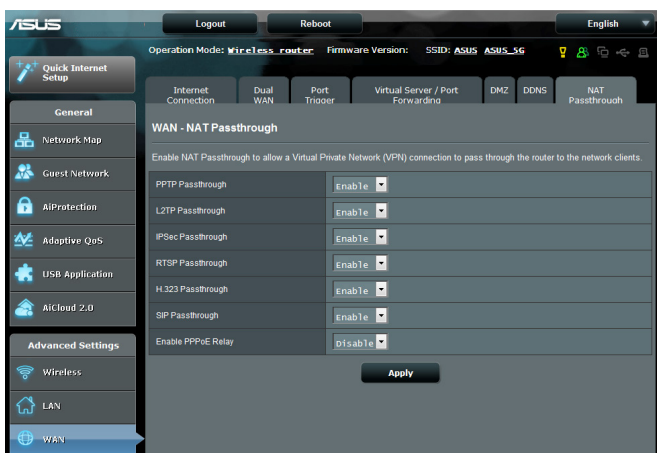 ASUS
Logout Reboot English
Operation Mode: Wireless router Firmware Version: SSID: ASUS ASUS_5G
Quick Internet Setup
General
Network Map
Guest Network
AiProtection
Adaptive QoS
USB Application
AiCloud 2.0
Advanced Settings
Wireless
LAN
WAN
Internet Connection
Dual WAN
Port Trigger
Virtual Server / Port Forwarding
DMZ
DDNS
NAT Passthrough
WAN - NAT Passthrough
Enable NAT Passthrough to allow a Virtual Private Network (VPN) connection to pass through the router to the network clients.
PPTP Passthrough Enable
L2TP Passthrough Enable
IPSec Passthrough Enable
RTSP Passthrough Enable
H.323 Passthrough Enable
SIP Passthrough Enable
Enable PPPoE Relay Disable
Apply